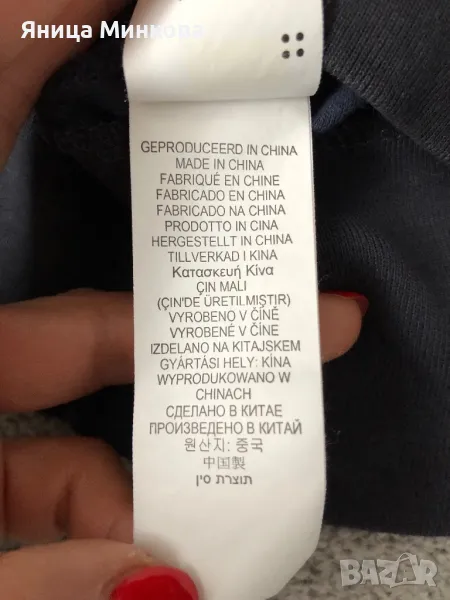 Яница Минкова
GEPRODUCEERD IN CHINA
MADE IN CHINA
FABRIQUÉ EN CHINE
FABRICADO EN CHINA
FABRICADO NA CHINA
PRODOTTO IN CINA
HERGESTELLT IN CHINA
TILLVERKAD I KINA
Κατασκευή Κίνα
ÇIN MALI
(ÇIN'DE ÜRETILMIŞTIR)
VYROBENO V ČÍNĚ
VYROBENÉ V ČÍNE
IZDELANO NA KITAJSKEM
GYÁRTÁSI HELY: KÍNA
WYPRODUKOWANO W
CHINACH
СДЕЛАНО В КИТАЕ
ПРОИЗВЕДЕНО В КИТАЙ
원산지: 중국
中国製
תוצרת סין
BAZAR